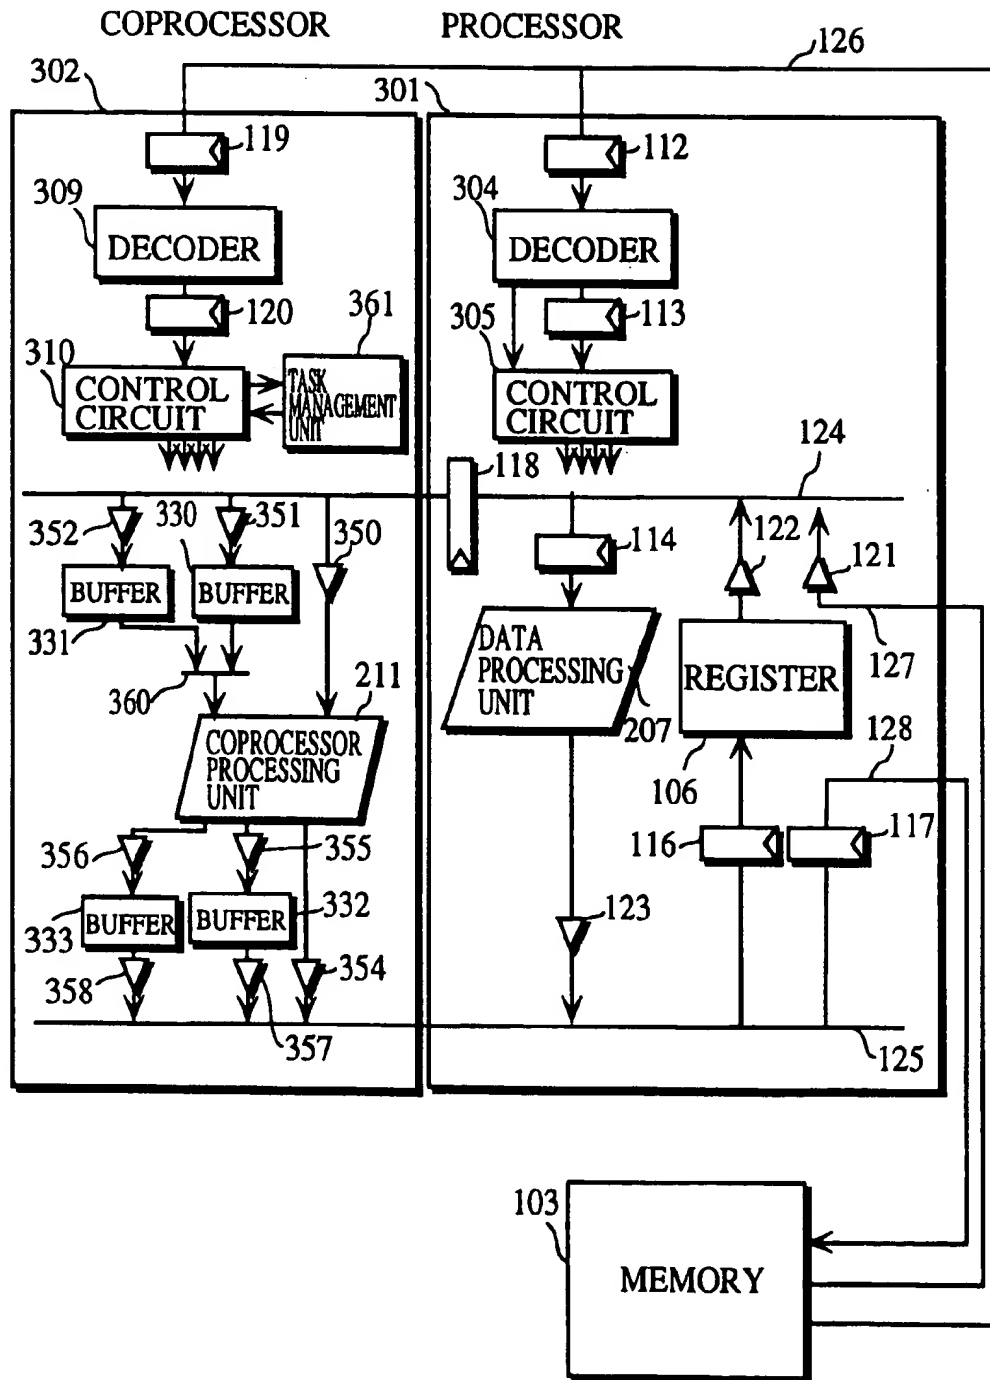 COPROCESSOR PROCESSOR
126
302
301
119
112
309
304
DECODER
DECODER
120
361
113
310
305
CONTROL
CIRCUIT
TASK
MANAGEMENT
UNIT
CONTROL
CIRCUIT
118
124
352
330
351
350
114
122
121
BUFFER
BUFFER
331
DATA
PROCESSING
UNIT
127
REGISTER
360
211
207
128
COPROCESSOR
PROCESSING
UNIT
106
356
355
116
117
BUFFER
BUFFER
332
333
123
358
354
357
125
103
MEMORY